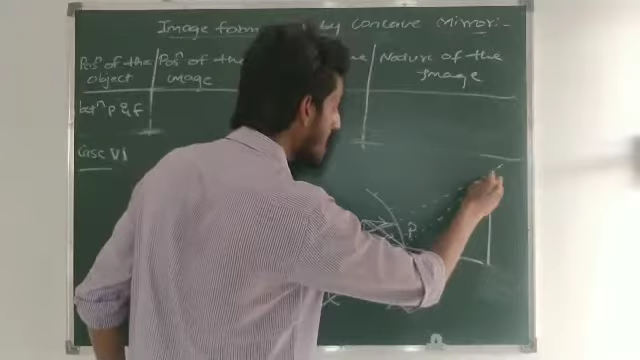 Image by Concave Mirror:-
Posn of the Posn of the Nature of the
object image Image
betn P & f
Case VI
P